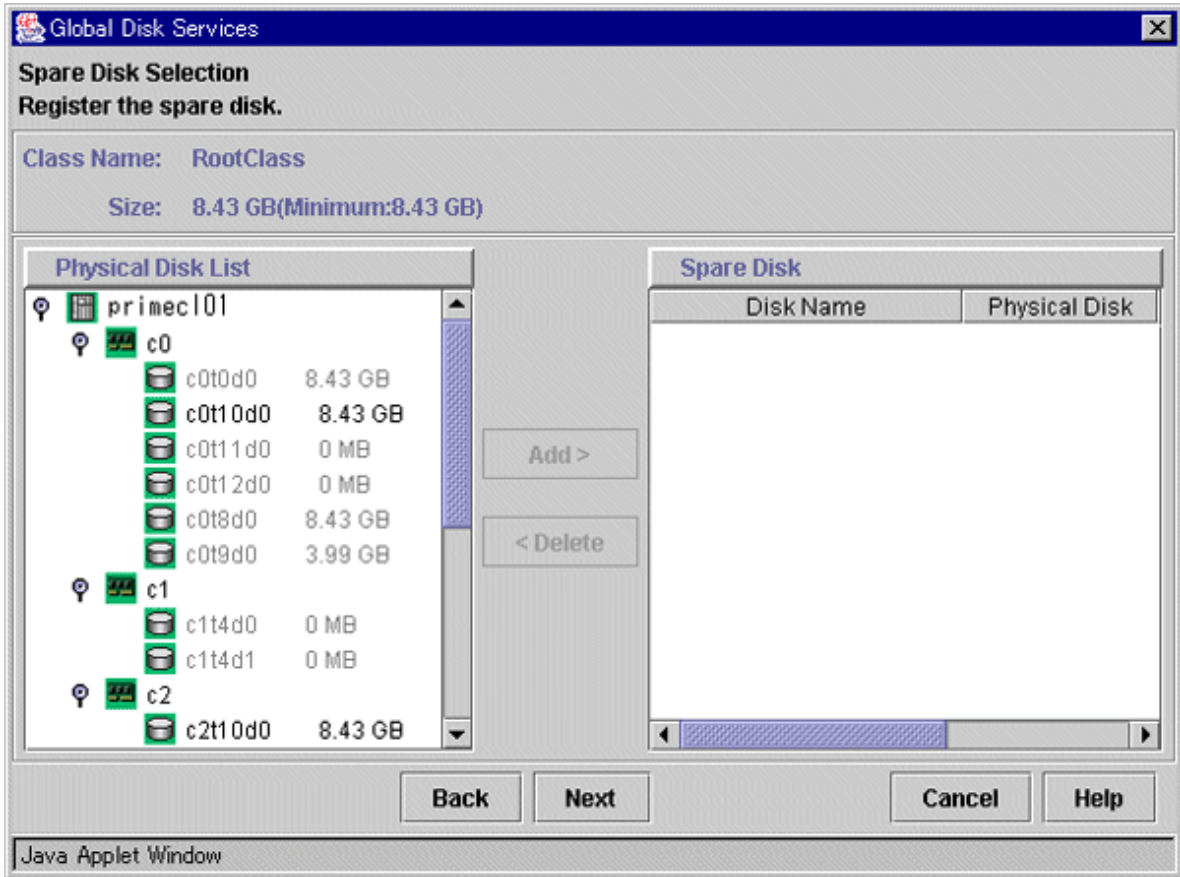 Global Disk Services
Spare Disk Selection
Register the spare disk.
Class Name: RootClass
Size: 8.43 GB(Minimum:8.43 GB)
Physical Disk List
primecl01
c0
c0t0d0 8.43 GB
c0t10d0 8.43 GB
c0t11d0 0 MB
c0t12d0 0 MB
c0t8d0 8.43 GB
c0t9d0 3.99 GB
c1
c1t4d0 0 MB
c1t4d1 0 MB
c2
c2t10d0 8.43 GB
Add >
< Delete
Spare Disk
Disk Name Physical Disk
Back Next Cancel Help
Java Applet Window